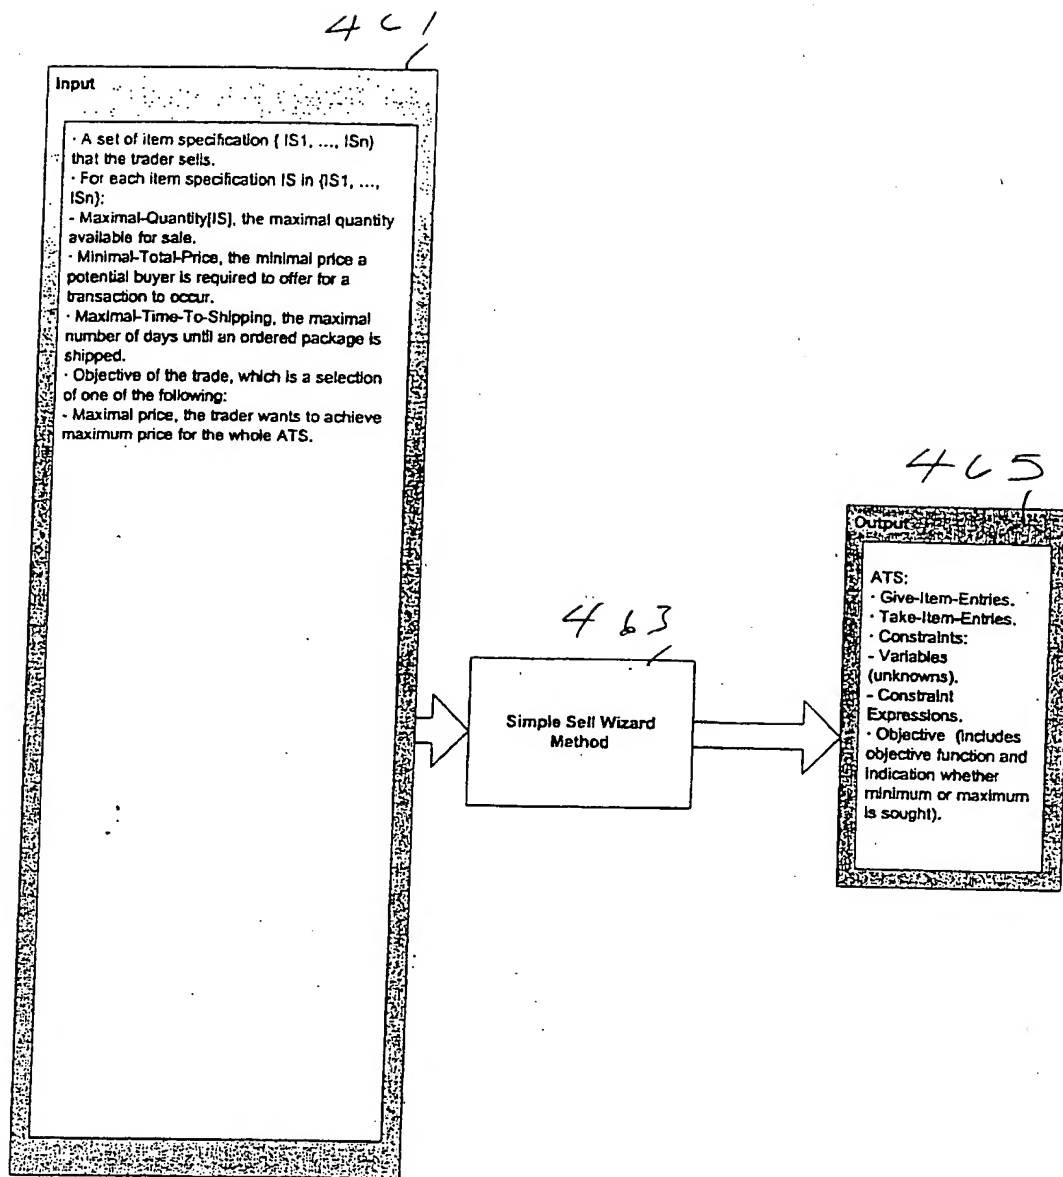 461
Input
· A set of item specification { IS1, ..., ISn)
that the trader sells.
· For each item specification IS in {IS1, ...,
ISn}:
- Maximal-Quantity[IS], the maximal quantity
available for sale.
· Minimal-Total-Price, the minimal price a
potential buyer is required to offer for a
transaction to occur.
· Maximal-Time-To-Shipping, the maximal
number of days until an ordered package is
shipped.
· Objective of the trade, which is a selection
of one of the following:
- Maximal price, the trader wants to achieve
maximum price for the whole ATS.
463
Simple Sell Wizard
Method
465
Output
ATS:
· Give-Item-Entries.
· Take-Item-Entries.
· Constraints:
- Variables
(unknowns).
- Constraint
Expressions.
· Objective (Includes
objective function and
indication whether
minimum or maximum
is sought).